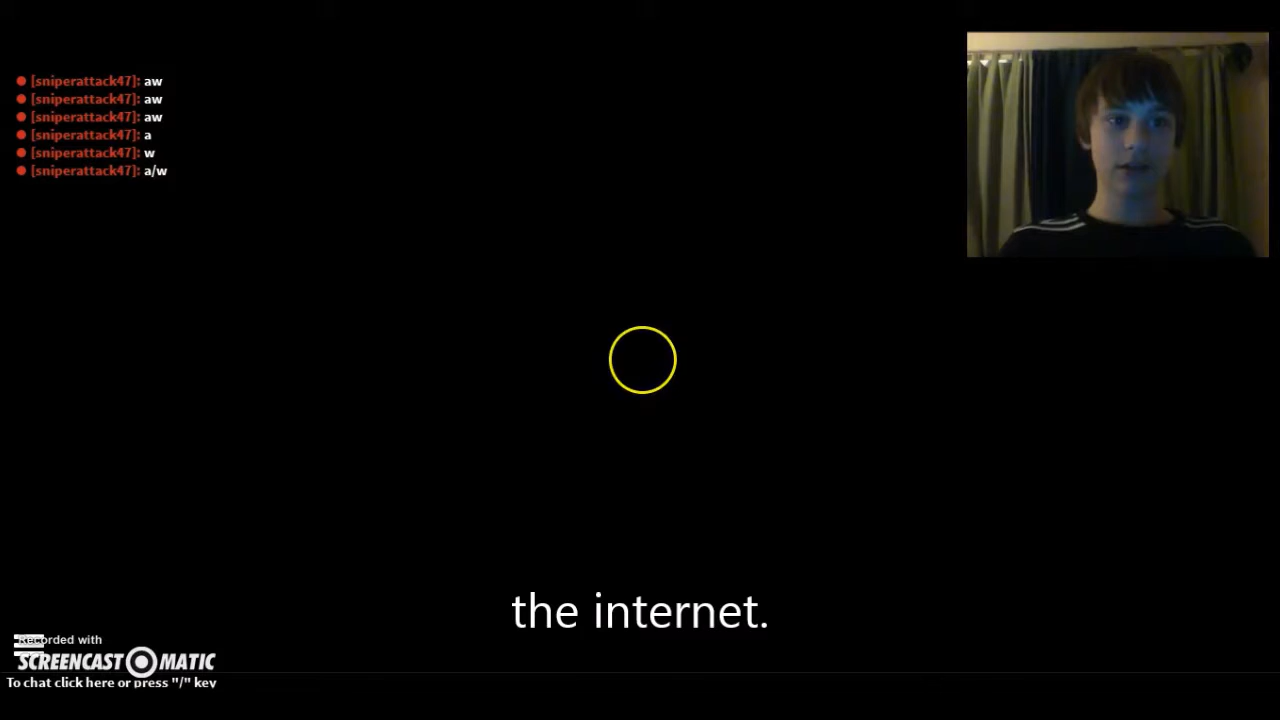 [sniperattack47]: aw
[sniperattack47]: aw
[sniperattack47]: aw
[sniperattack47]: a
[sniperattack47]: w
[sniperattack47]: a/w
the internet.
Recorded with
SCREENCAST MATIC
To chat click here or press "/" key